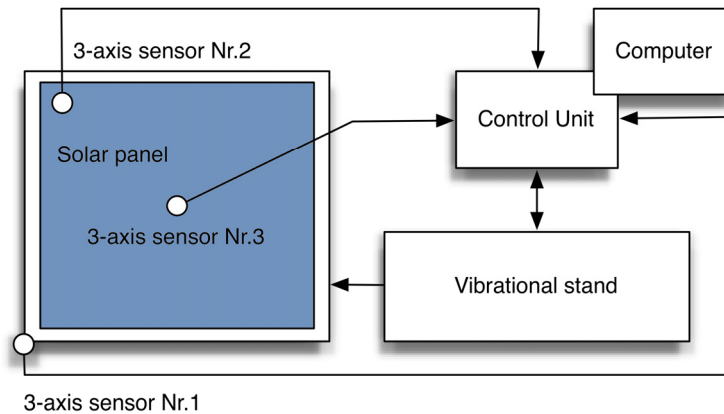 3-axis sensor Nr.2
Computer
Control Unit
Solar panel
3-axis sensor Nr.3
Vibrational stand
3-axis sensor Nr.1